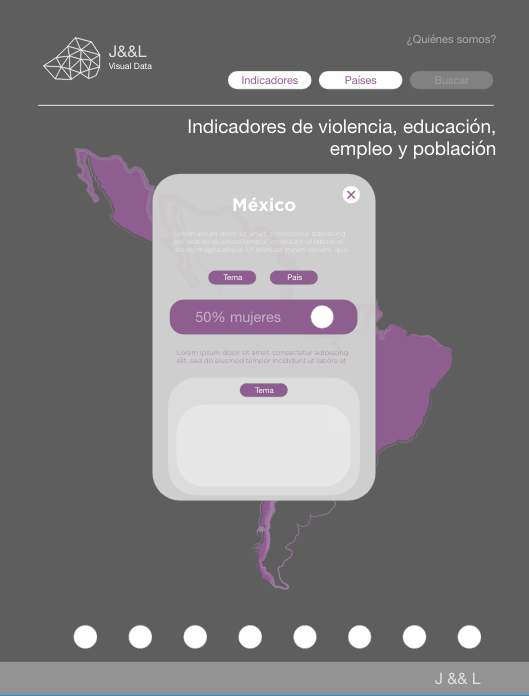 ¿Quiénes somos?
J&&L
Visual Data
Indicadores
Países
Buscar
Indicadores de violencia, educación,
empleo y población
México
Lorem ipsum dolor sit amet, consectetur adipiscing
elit, sed do eiusmod tempor incididunt ut labore et
dolore magna aliqua. Ut enim ad minim veniam, quis
Tema
País
50% mujeres
Lorem ipsum dolor sit amet, consectetur adipiscing
elit, sed do eiusmod tempor incididunt ut labore et
Tema
J && L